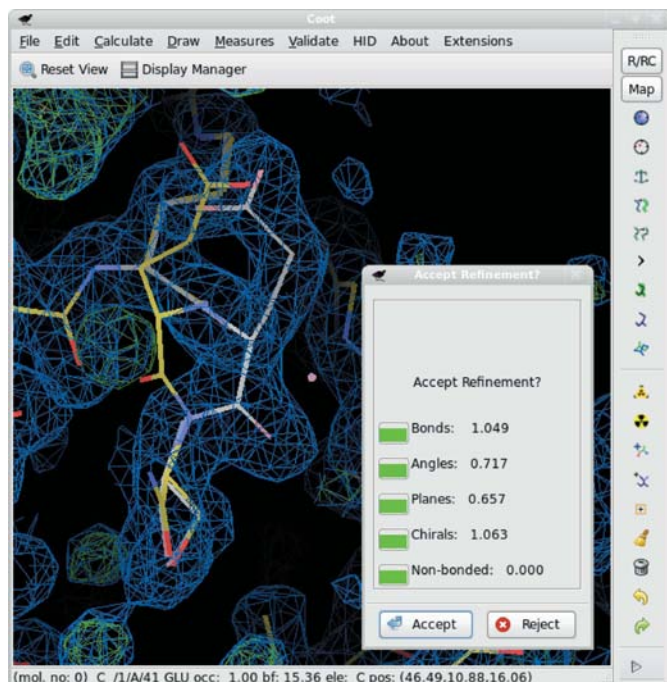 Coot
File Edit Calculate Draw Measures Validate HID About Extensions
Reset View Display Manager
R/RC
Map
Accept Refinement?
Accept Refinement?
Bonds: 1.049
Angles: 0.717
Planes: 0.657
Chirals: 1.063
Non-bonded: 0.000
Accept Reject
(mol. no: 0) C /1/A/41 GLU occ: 1.00 bf: 15.36 ele: C pos: (46.49,10.88,16.06)